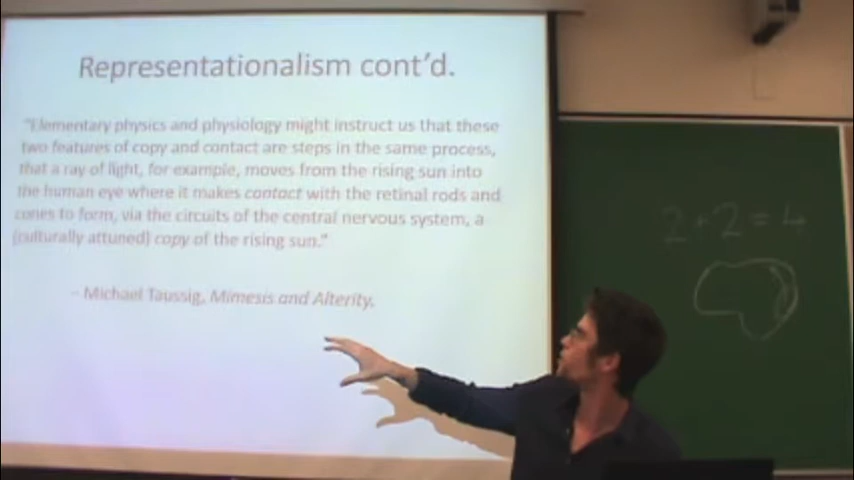 Representationalism cont'd.
"Elementary physics and physiology might instruct us that these
two features of copy and contact are steps in the same process,
that a ray of light, for example, moves from the rising sun into
the human eye where it makes contact with the retinal rods and
cones to form, via the circuits of the central nervous system, a
(culturally attuned) copy of the rising sun."
– Michael Taussig, Mimesis and Alterity.
2+2=4